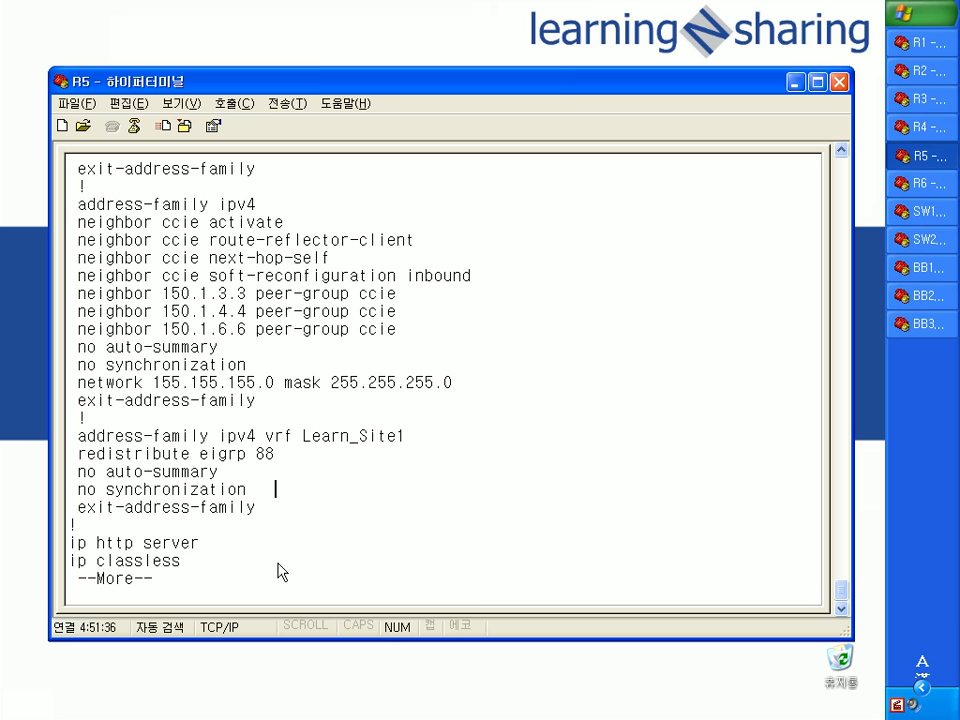 learning sharing
R5 - 하이퍼터미널
파일(F) 편집(E) 보기(V) 호출(C) 전송(T) 도움말(H)
exit-address-family
!
address-family ipv4
neighbor ccie activate
neighbor ccie route-reflector-client
neighbor ccie next-hop-self
neighbor ccie soft-reconfiguration inbound
neighbor 150.1.3.3 peer-group ccie
neighbor 150.1.4.4 peer-group ccie
neighbor 150.1.6.6 peer-group ccie
no auto-summary
no synchronization
network 155.155.155.0 mask 255.255.255.0
exit-address-family
!
address-family ipv4 vrf Learn_Site1
redistribute eigrp 88
no auto-summary
no synchronization
exit-address-family
!
ip http server
ip classless
--More--
연결 4:51:36 자동 검색 TCP/IP SCROLL CAPS NUM 캡 에코
휴지통
R1 -...
R2 -...
R3 -...
R4 -...
R5 -...
R6 -...
SW1...
SW2...
BB1...
BB2...
BB3...
A